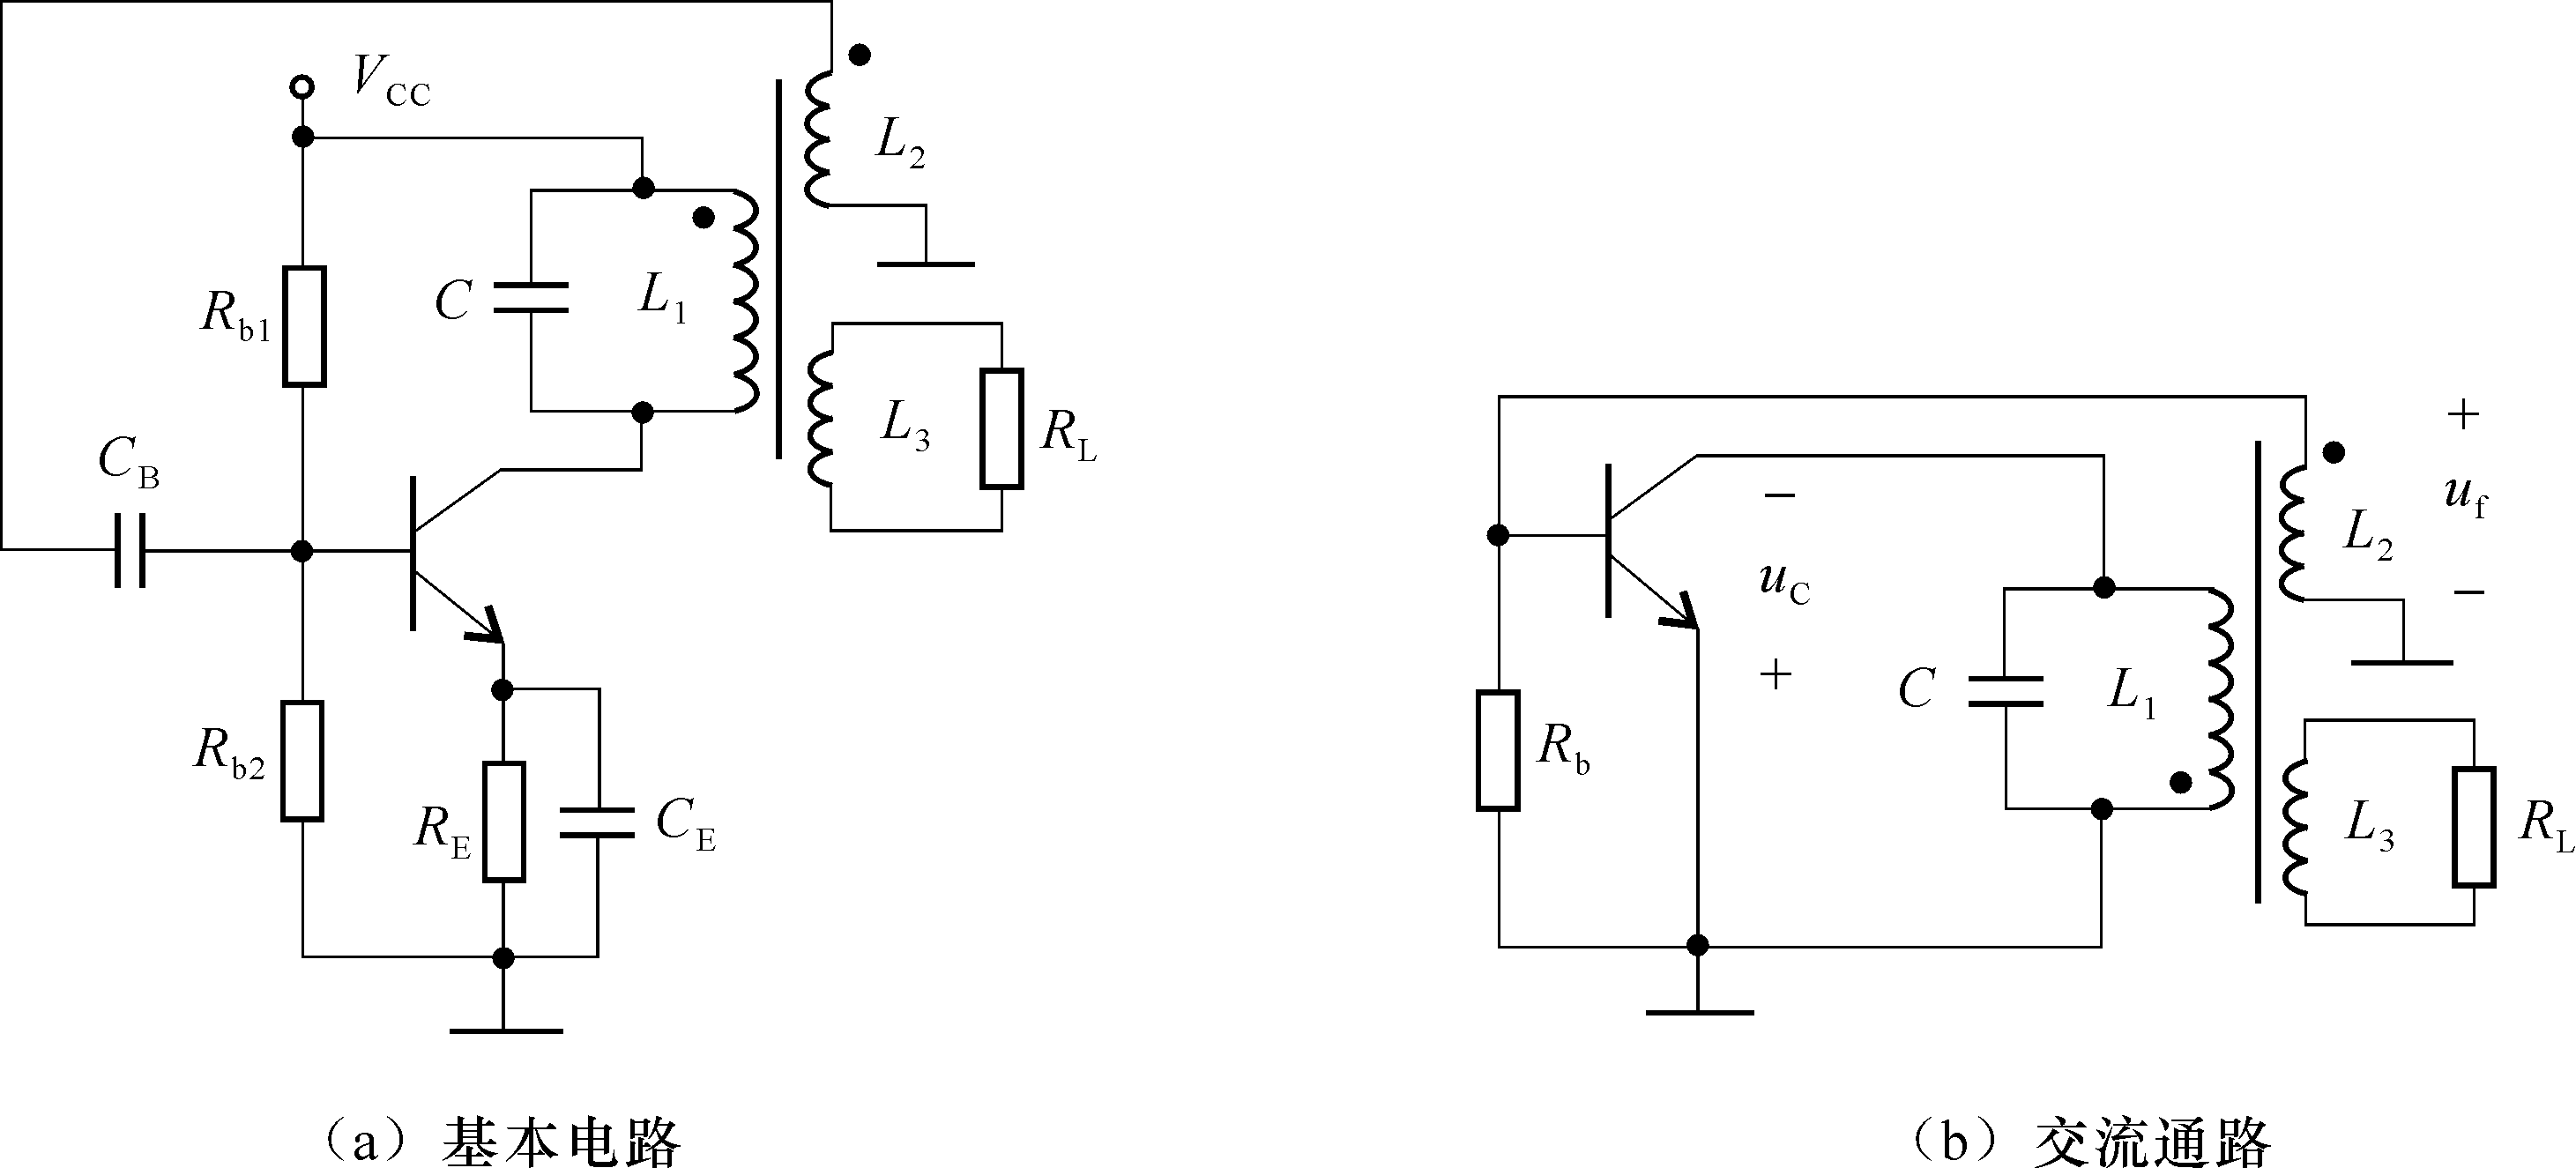 V_CC
L_2
C
L_1
R_b1
L_3
R_L
C_B
R_b2
R_E
C_E
(a) 基本电路
+
u_f
−
L_2
−
u_C
+
C
L_1
R_b
L_3
R_L
(b) 交流通路